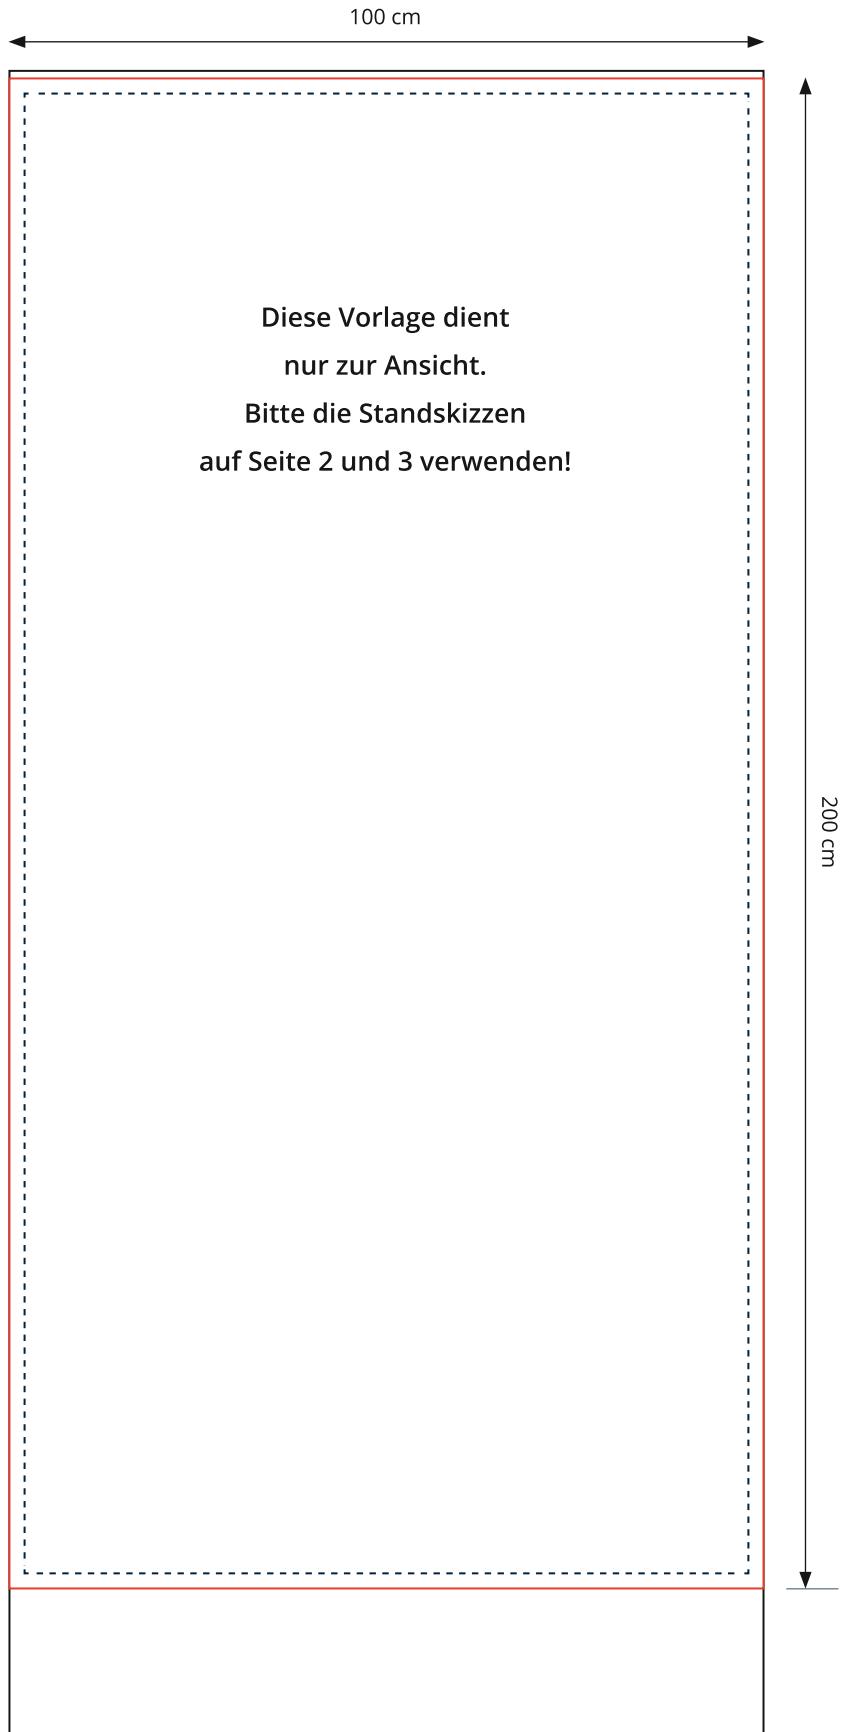 100 cm
Diese Vorlage dient
nur zur Ansicht.
Bitte die Standskizzen
auf Seite 2 und 3 verwenden!
200 cm